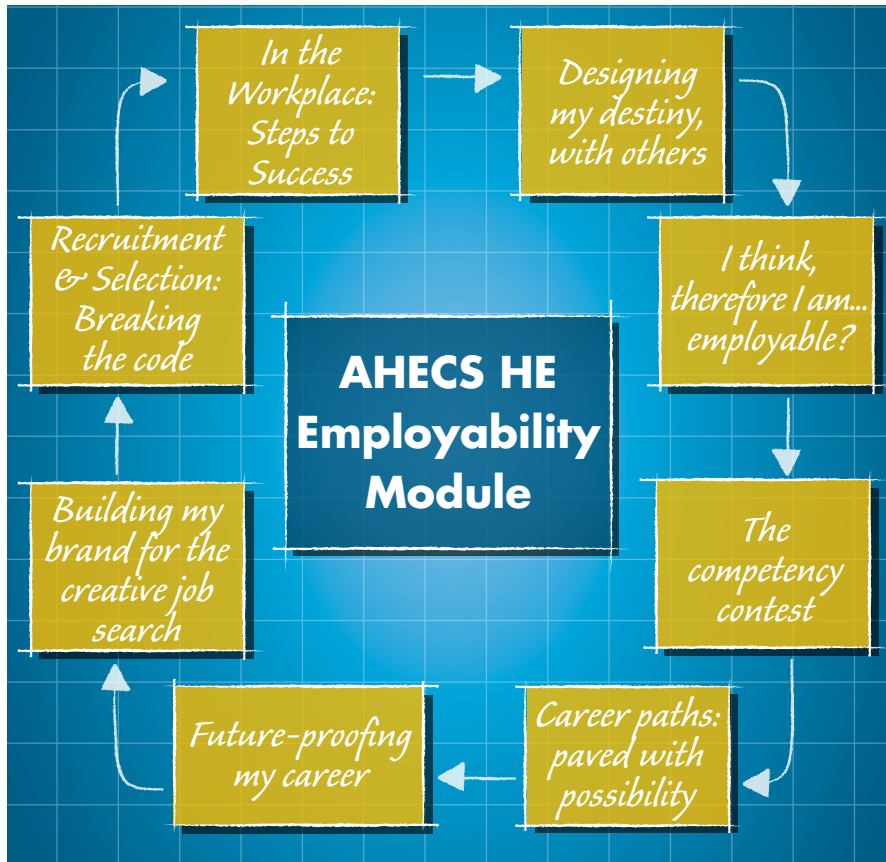 In the
Workplace:
Steps to
Success
Designing
my destiny,
with others
I think,
therefore I am...
employable?
The
competency
contest
Career paths:
paved with
possibility
Future-proofing
my career
Building my
brand for the
creative job
search
Recruitment
& Selection:
Breaking
the code
AHECS HE
Employability
Module